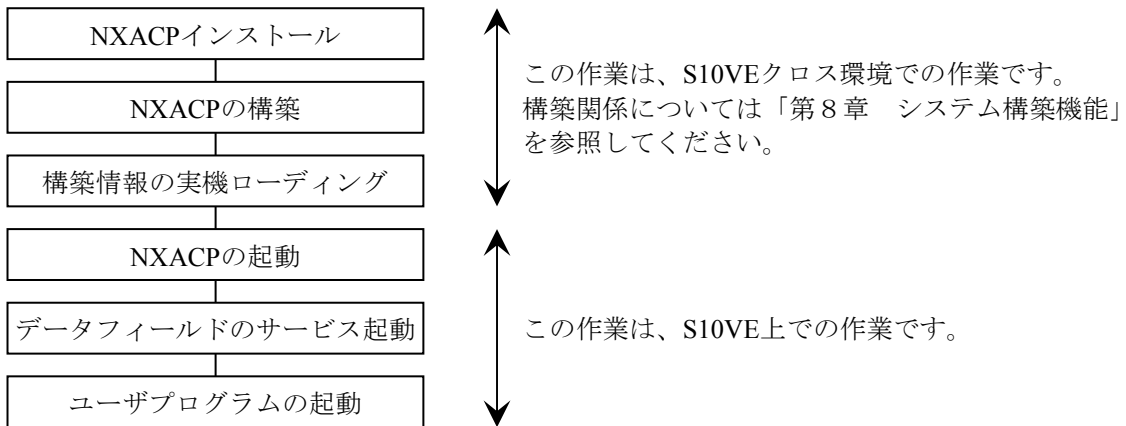 NXACPインストール
NXACPの構築
構築情報の実機ローディング
この作業は、S10VEクロス環境での作業です。
構築関係については「第８章　システム構築機能」
を参照してください。
NXACPの起動
データフィールドのサービス起動
ユーザプログラムの起動
この作業は、S10VE上での作業です。